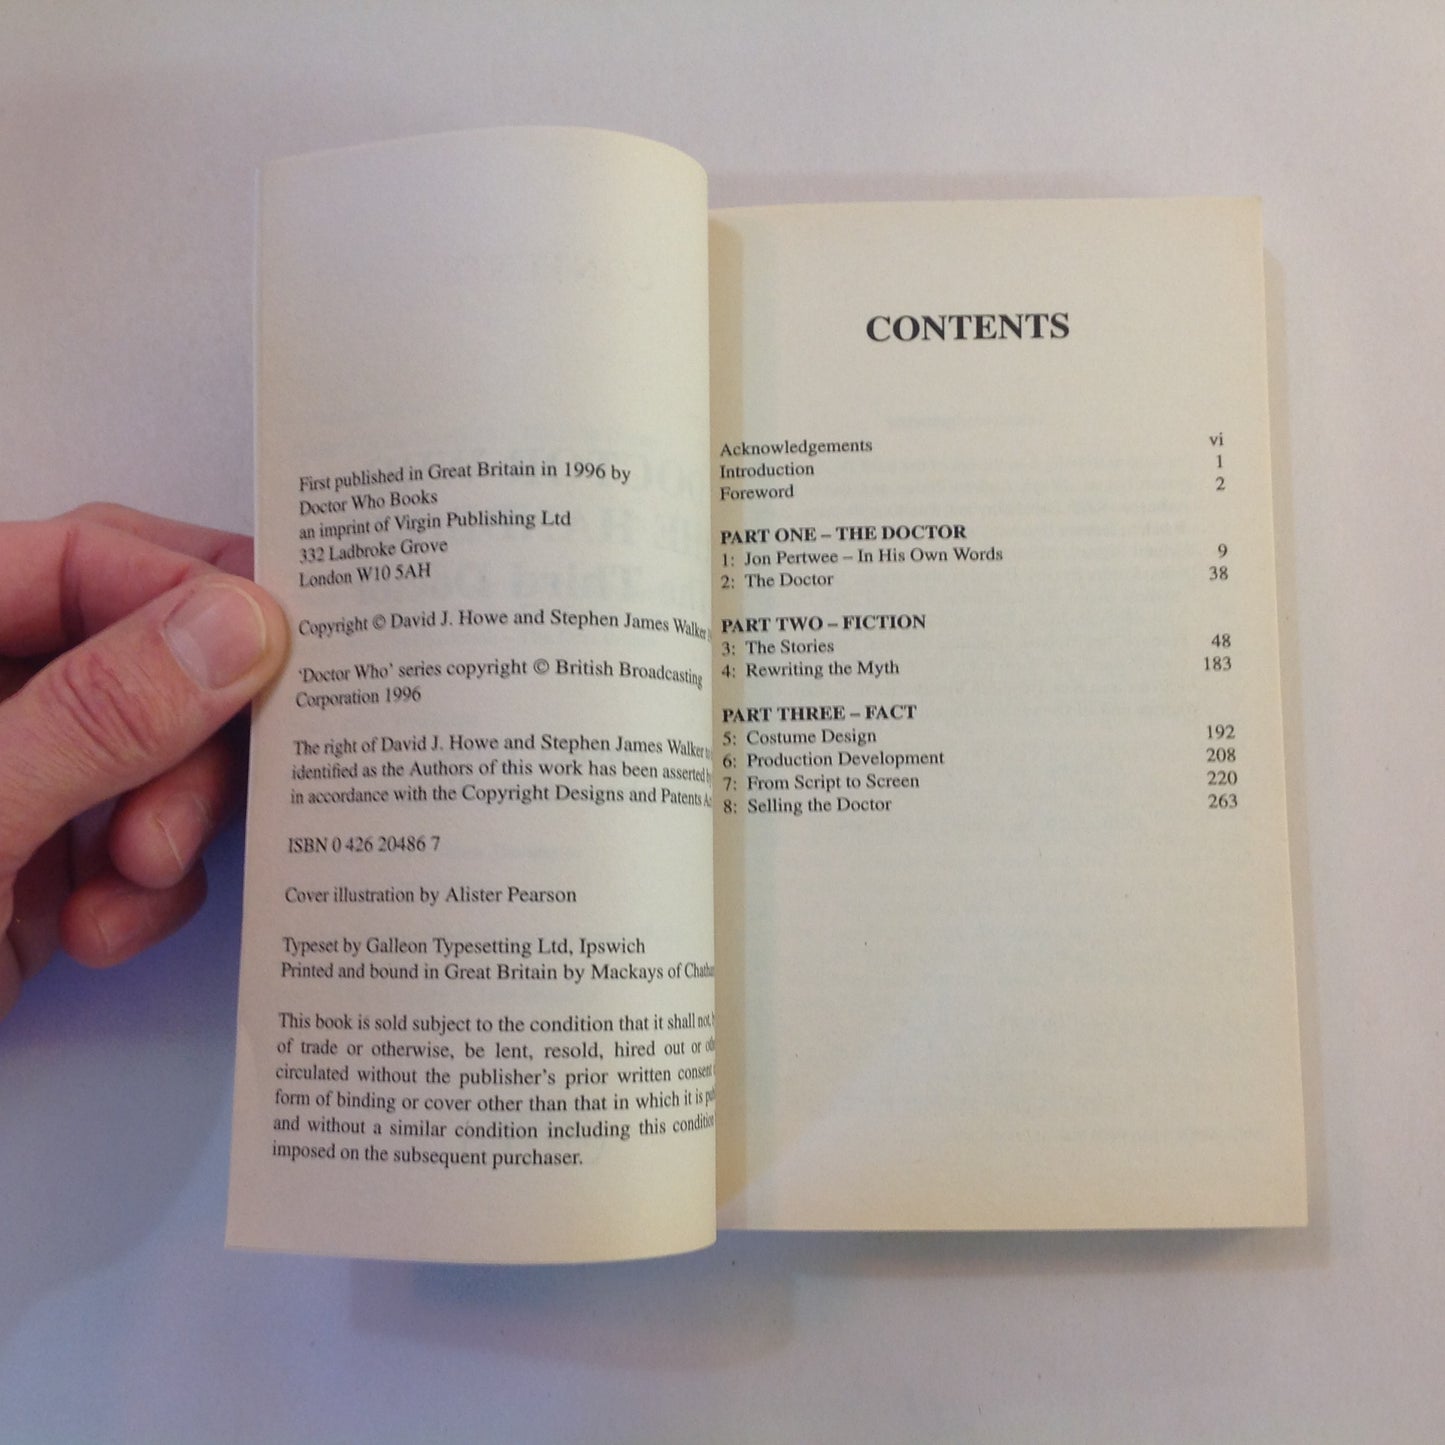 First published in Great Britain in 1996 by
Doctor Who Books
an imprint of Virgin Publishing Ltd
332 Ladbroke Grove
London W10 5AH
Copyright © David J. Howe and Stephen James Walker
'Doctor Who' series copyright © British Broadcasting
Corporation 1996
The right of David J. Howe and Stephen James Walker
identified as the Authors of this work has been asserted
in accordance with the Copyright Designs and Patents
ISBN 0 426 20486 7
Cover illustration by Alister Pearson
Typeset by Galleon Typesetting Ltd, Ipswich
Printed and bound in Great Britain by Mackays of
This book is sold subject to the condition that it shall not
of trade or otherwise, be lent, resold, hired out or
circulated without the publisher's prior written consent
form of binding or cover other than that in which it is
and without a similar condition including this condition
imposed on the subsequent purchaser.
CONTENTS
Acknowledgements vi
Introduction 1
Foreword 2
PART ONE – THE DOCTOR
1: Jon Pertwee – In His Own Words 9
2: The Doctor 38
PART TWO – FICTION
3: The Stories 48
4: Rewriting the Myth 183
PART THREE – FACT
5: Costume Design 192
6: Production Development 208
7: From Script to Screen 220
8: Selling the Doctor 263